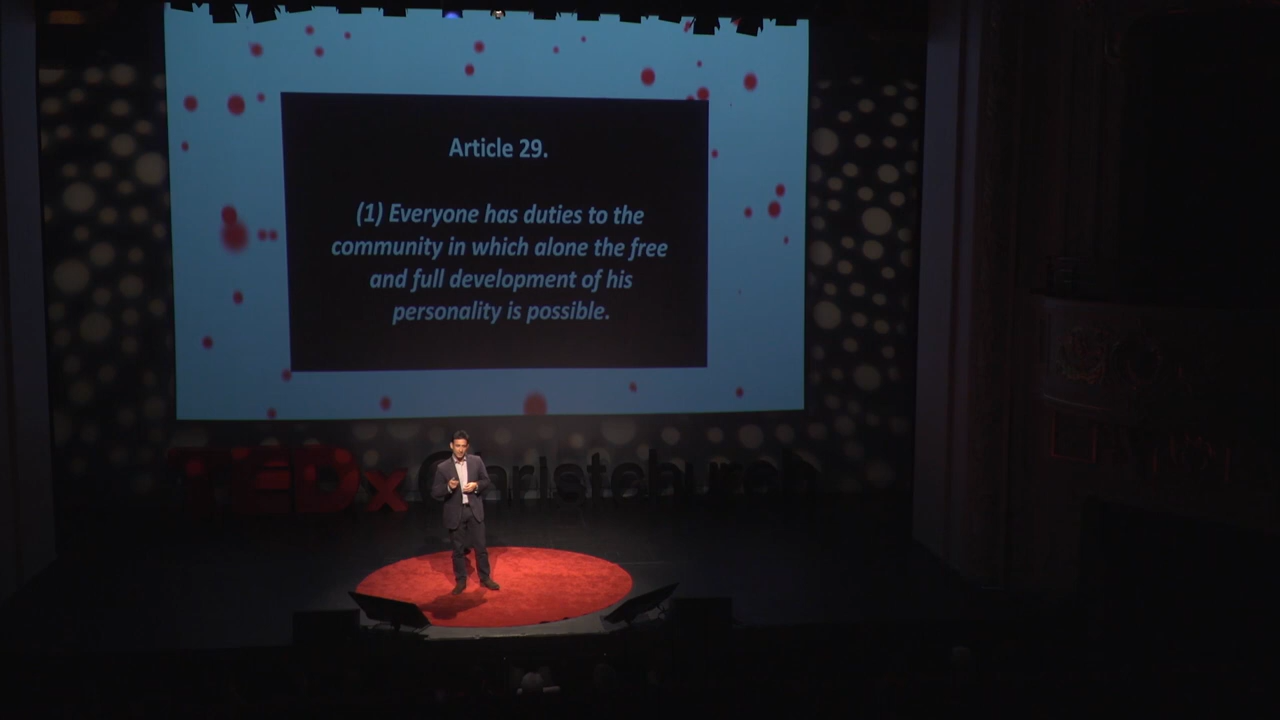 Article 29.
(1) Everyone has duties to the
community in which alone the free
and full development of his
personality is possible.
TEDxChristchurch